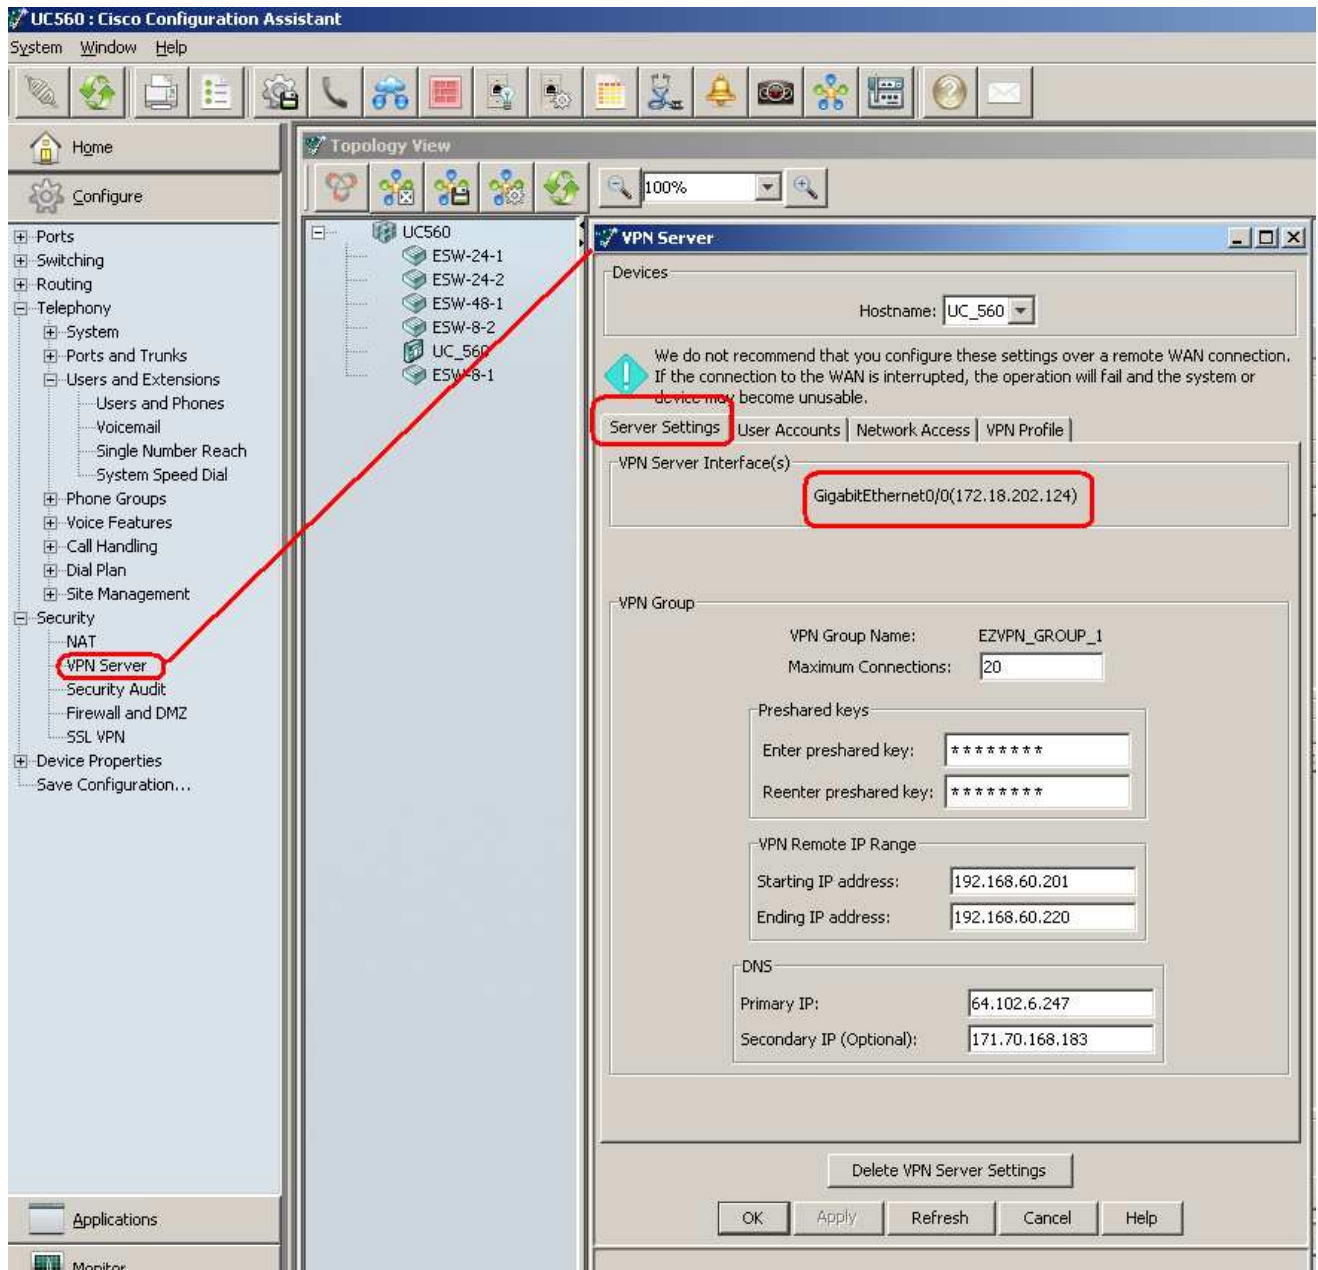 UC560 : Cisco Configuration Assistant
System Window Help
Home
Configure
Ports
Switching
Routing
Telephony
System
Ports and Trunks
Users and Extensions
Users and Phones
Voicemail
Single Number Reach
System Speed Dial
Phone Groups
Voice Features
Call Handling
Dial Plan
Site Management
Security
NAT
VPN Server
Security Audit
Firewall and DMZ
SSL VPN
Device Properties
Save Configuration...
Applications
Monitor
Topology View
100%
UC560
ESW-24-1
ESW-24-2
ESW-48-1
ESW-8-2
UC_560
ESW-8-1
VPN Server
Devices
Hostname: UC_560
We do not recommend that you configure these settings over a remote WAN connection.
If the connection to the WAN is interrupted, the operation will fail and the system or
device may become unusable.
Server Settings User Accounts Network Access VPN Profile
VPN Server Interface(s)
GigabitEthernet0/0(172.18.202.124)
VPN Group
VPN Group Name: EZVPN_GROUP_1
Maximum Connections: 20
Preshared keys
Enter preshared key: ********
Reenter preshared key: ********
VPN Remote IP Range
Starting IP address: 192.168.60.201
Ending IP address: 192.168.60.220
DNS
Primary IP: 64.102.6.247
Secondary IP (Optional): 171.70.168.183
Delete VPN Server Settings
OK Apply Refresh Cancel Help